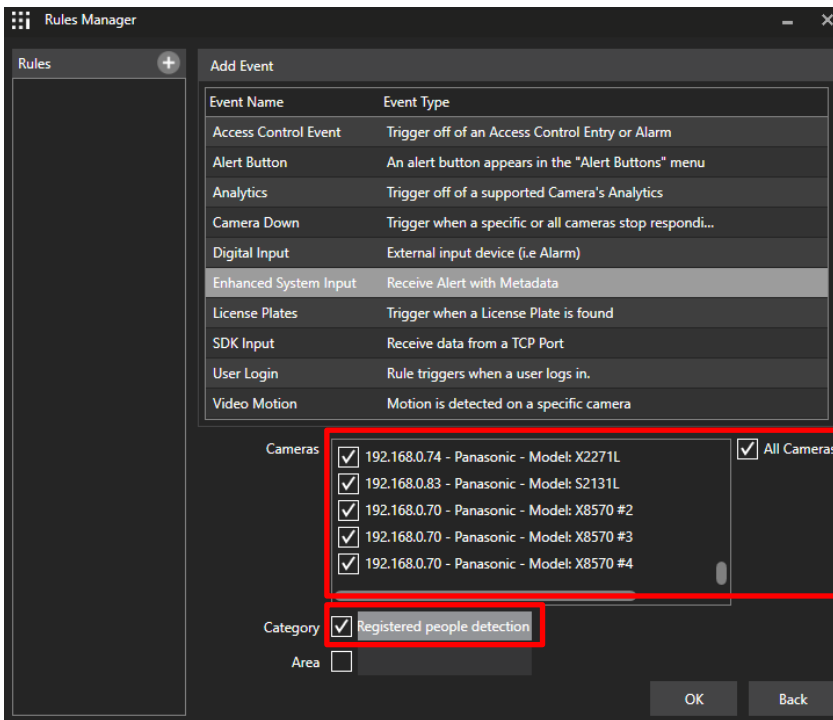 Rules Manager
Rules
Add Event
Event Name Event Type
Access Control Event Trigger off of an Access Control Entry or Alarm
Alert Button An alert button appears in the "Alert Buttons" menu
Analytics Trigger off of a supported Camera's Analytics
Camera Down Trigger when a specific or all cameras stop respondi...
Digital Input External input device (i.e Alarm)
Enhanced System Input Receive Alert with Metadata
License Plates Trigger when a License Plate is found
SDK Input Receive data from a TCP Port
User Login Rule triggers when a user logs in.
Video Motion Motion is detected on a specific camera
Cameras
192.168.0.74 - Panasonic - Model: X2271L
All Cameras
192.168.0.83 - Panasonic - Model: S2131L
192.168.0.70 - Panasonic - Model: X8570 #2
192.168.0.70 - Panasonic - Model: X8570 #3
192.168.0.70 - Panasonic - Model: X8570 #4
Category Registered people detection
Area
OK Back